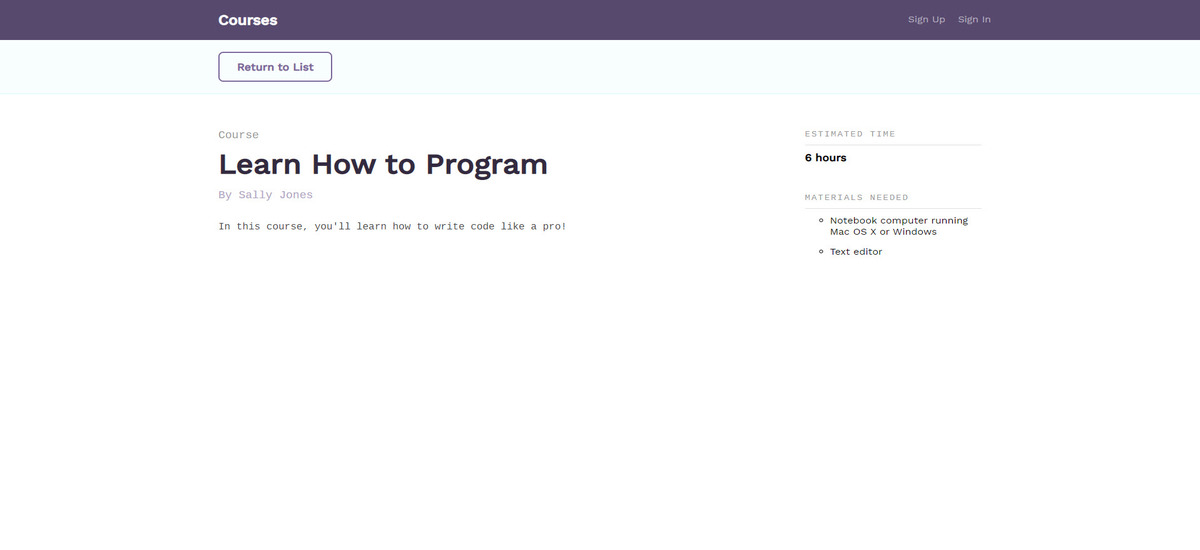 Courses
Sign Up Sign In
Return to List
Course
Learn How to Program
By Sally Jones
In this course, you'll learn how to write code like a pro!
ESTIMATED TIME
6 hours
MATERIALS NEEDED
Notebook computer running
Mac OS X or Windows
Text editor